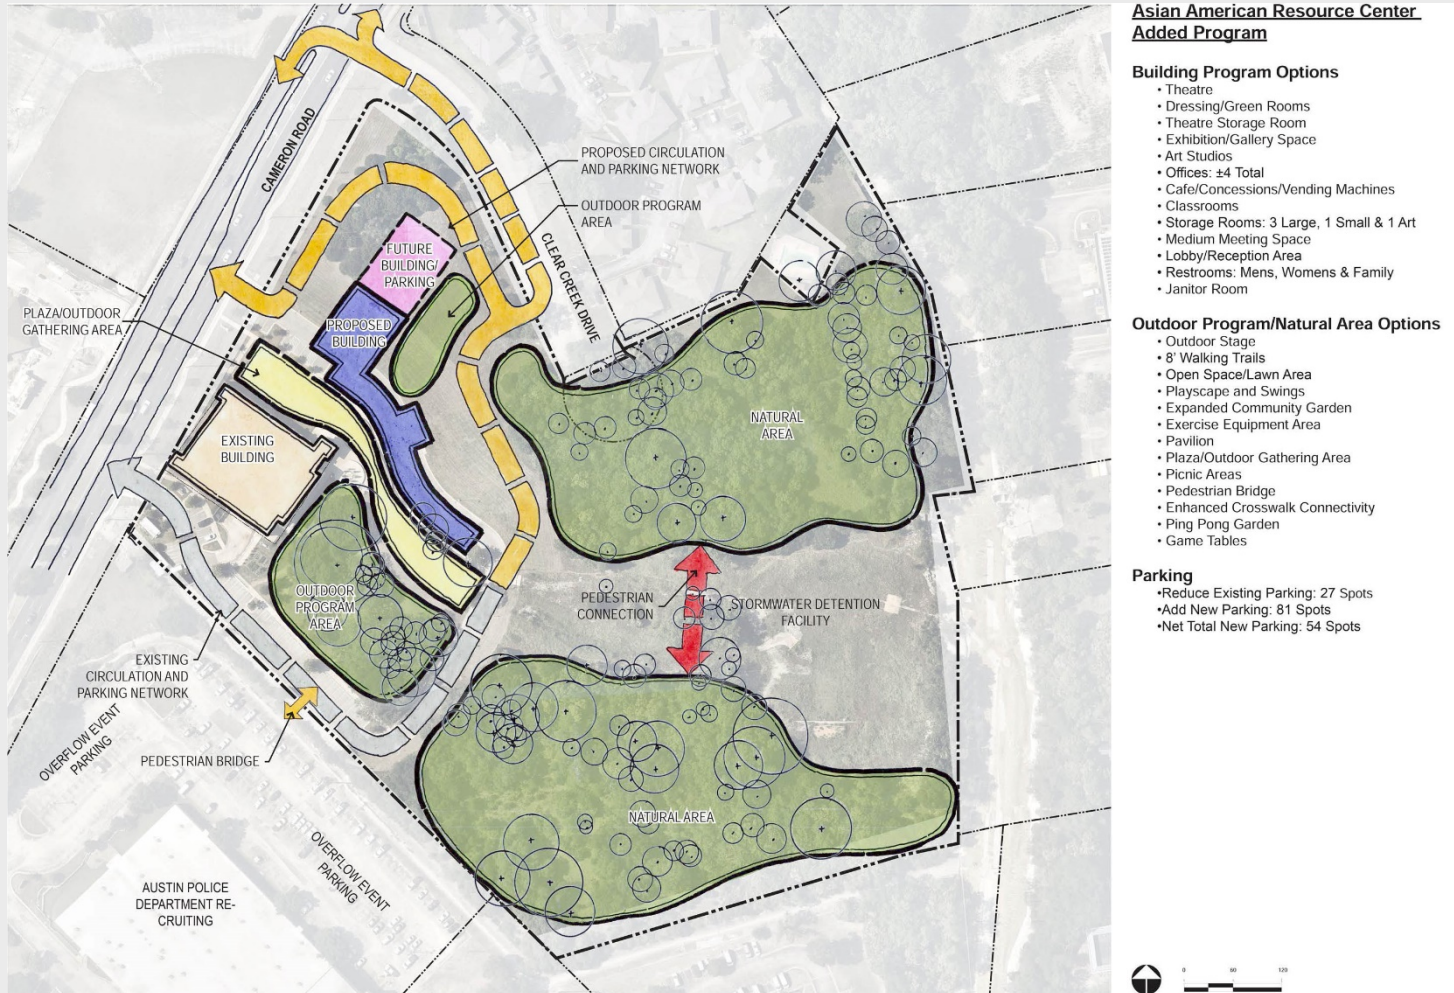 Asian American Resource Center
Added Program
Building Program Options
• Theatre
• Dressing/Green Rooms
• Theatre Storage Room
• Exhibition/Gallery Space
• Art Studios
• Offices: ±4 Total
• Cafe/Concessions/Vending Machines
• Classrooms
• Storage Rooms: 3 Large, 1 Small & 1 Art
• Medium Meeting Space
• Lobby/Reception Area
• Restrooms: Mens, Womens & Family
• Janitor Room
Outdoor Program/Natural Area Options
• Outdoor Stage
• 8' Walking Trails
• Open Space/Lawn Area
• Playscape and Swings
• Expanded Community Garden
• Exercise Equipment Area
• Pavilion
• Plaza/Outdoor Gathering Area
• Picnic Areas
• Pedestrian Bridge
• Enhanced Crosswalk Connectivity
• Ping Pong Garden
• Game Tables
Parking
•Reduce Existing Parking: 27 Spots
•Add New Parking: 81 Spots
•Net Total New Parking: 54 Spots
CAMERON ROAD
PROPOSED CIRCULATION
AND PARKING NETWORK
OUTDOOR PROGRAM
AREA
CLEAR CREEK DRIVE
FUTURE
BUILDING/
PARKING
PLAZA/OUTDOOR
GATHERING AREA
PROPOSED
BUILDING
EXISTING
BUILDING
NATURAL
AREA
OUTDOOR
PROGRAM
AREA
PEDESTRIAN
CONNECTION
STORMWATER DETENTION
FACILITY
EXISTING
CIRCULATION AND
PARKING NETWORK
OVERFLOW EVENT
PARKING
PEDESTRIAN BRIDGE
NATURAL AREA
OVERFLOW EVENT
PARKING
AUSTIN POLICE
DEPARTMENT RE-
CRUITING
0 60 120